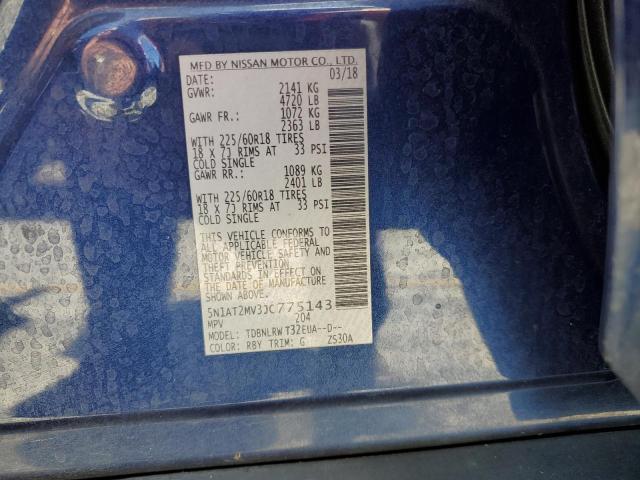 MFD BY NISSAN MOTOR CO., LTD.
DATE: 03/18
GVWR: 2141 KG
4720 LB
GAWR FR.: 1072 KG
2363 LB
WITH 225/60R18 TIRES
18 X 7J RIMS AT 33 PSI
COLD SINGLE
GAWR RR.: 1089 KG
2401 LB
WITH 225/60R18 TIRES
18 X 7J RIMS AT 33 PSI
COLD SINGLE
THIS VEHICLE CONFORMS TO
ALL APPLICABLE FEDERAL
MOTOR VEHICLE SAFETY AND
THEFT PREVENTION
STANDARDS IN EFFECT ON
THE DATE OF MANUFACTURE
SHOWN ABOVE.
5N1AT2MV3JC775143
MPV 204
MODEL: TDBNLRW T32EUA--D--
COLOR: RBY TRIM: G ZS30A